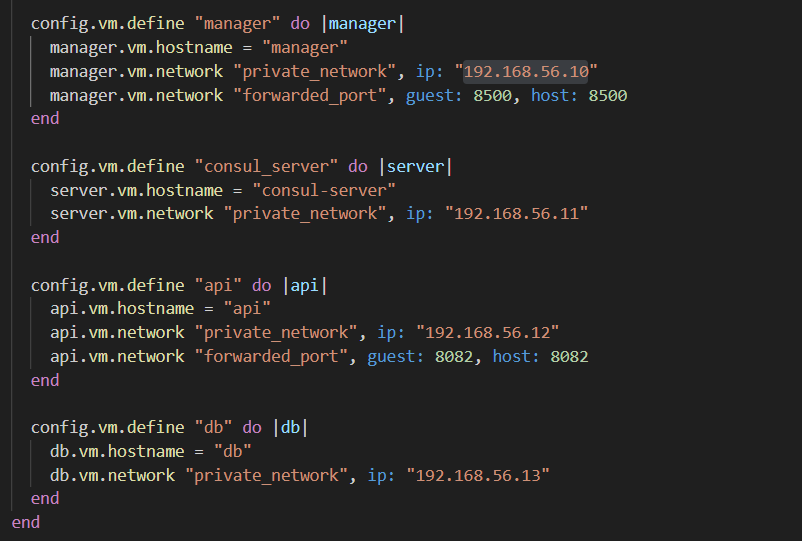 config.vm.define "manager" do |manager|
manager.vm.hostname = "manager"
manager.vm.network "private_network", ip: "192.168.56.10"
manager.vm.network "forwarded_port", guest: 8500, host: 8500
end
config.vm.define "consul_server" do |server|
server.vm.hostname = "consul-server"
server.vm.network "private_network", ip: "192.168.56.11"
end
config.vm.define "api" do |api|
api.vm.hostname = "api"
api.vm.network "private_network", ip: "192.168.56.12"
api.vm.network "forwarded_port", guest: 8082, host: 8082
end
config.vm.define "db" do |db|
db.vm.hostname = "db"
db.vm.network "private_network", ip: "192.168.56.13"
end
end